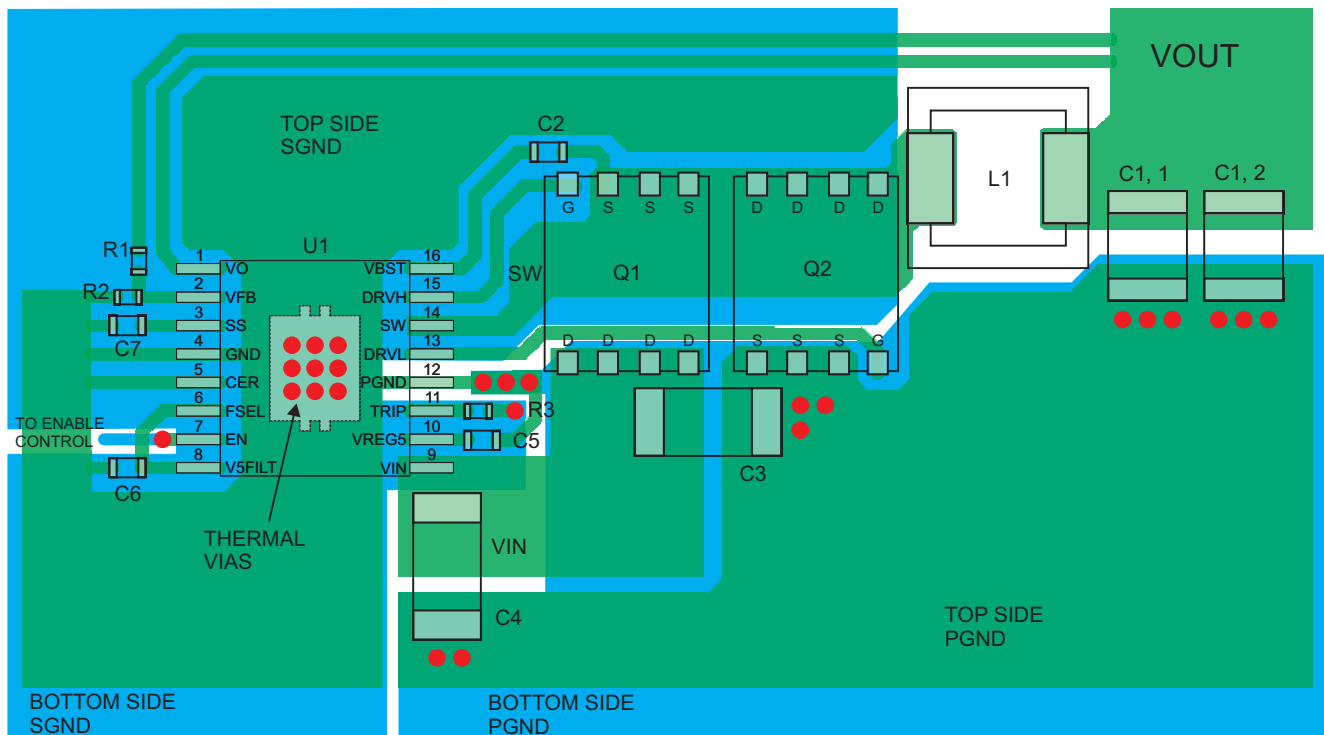 VOUT
TOP SIDE
SGND
C2
G S S S
D D D D
L1
C1, 1
C1, 2
R1
U1
SW
Q1
Q2
1 VO
VBST 16
R2
2 VFB
DRVH 15
3 SS
SW 14
C7
4 GND
DRVL 13
D D D D
S S S G
5 CER
PGND 12
6 FSEL
TRIP 11
R3
TO ENABLE
CONTROL
7 EN
VREG5 10
C5
8 V5FILT
VIN 9
C3
C6
THERMAL
VIAS
VIN
C4
TOP SIDE
PGND
BOTTOM SIDE
SGND
BOTTOM SIDE
PGND